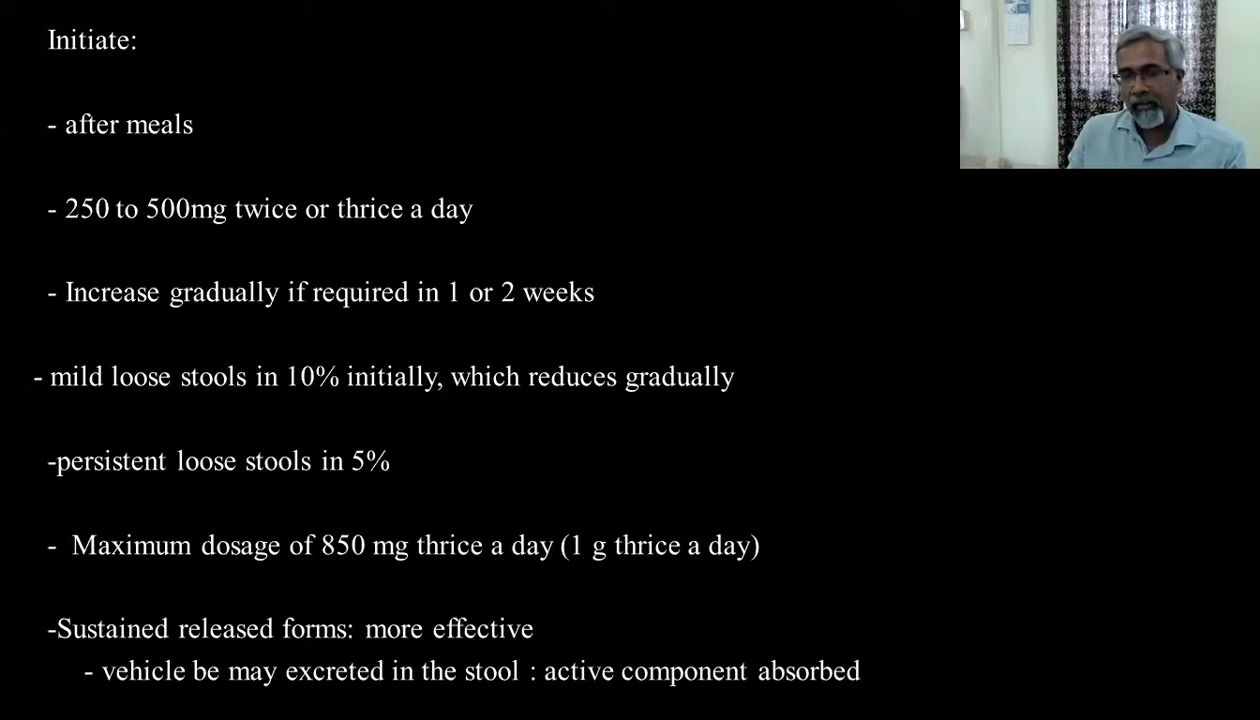 Initiate:
- after meals
- 250 to 500mg twice or thrice a day
- Increase gradually if required in 1 or 2 weeks
- mild loose stools in 10% initially, which reduces gradually
-persistent loose stools in 5%
- Maximum dosage of 850 mg thrice a day (1 g thrice a day)
-Sustained released forms: more effective
- vehicle be may excreted in the stool : active component absorbed